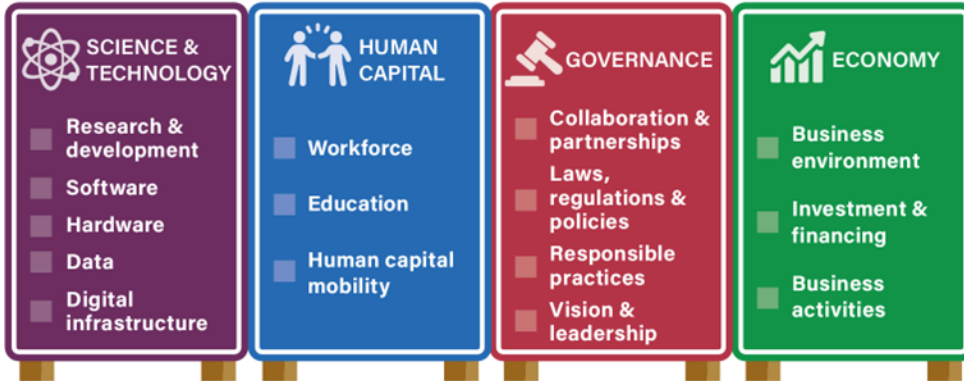 SCIENCE &
TECHNOLOGY
Research &
development
Software
Hardware
Data
Digital
infrastructure
HUMAN
CAPITAL
Workforce
Education
Human capital
mobility
GOVERNANCE
Collaboration &
partnerships
Laws,
regulations &
policies
Responsible
practices
Vision &
leadership
ECONOMY
Business
environment
Investment &
financing
Business
activities